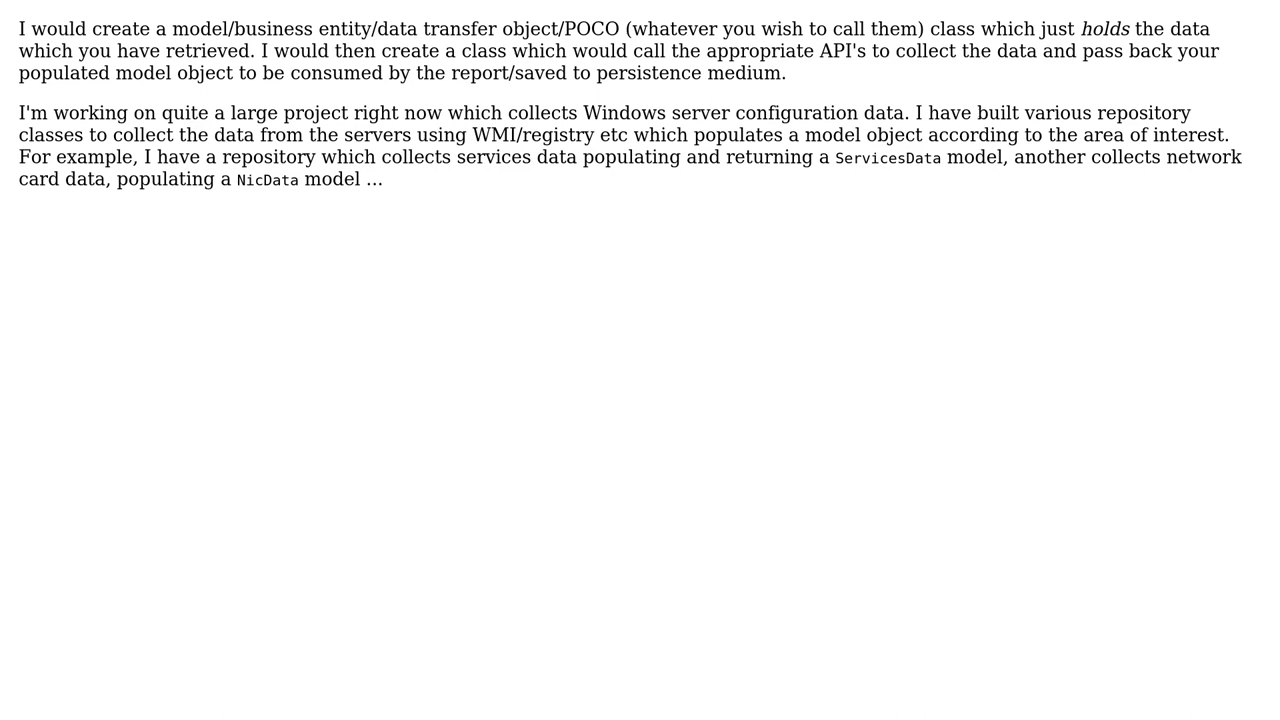 I would create a model/business entity/data transfer object/POCO (whatever you wish to call them) class which just holds the data
which you have retrieved. I would then create a class which would call the appropriate API's to collect the data and pass back your
populated model object to be consumed by the report/saved to persistence medium.
I'm working on quite a large project right now which collects Windows server configuration data. I have built various repository
classes to collect the data from the servers using WMI/registry etc which populates a model object according to the area of interest.
For example, I have a repository which collects services data populating and returning a ServicesData model, another collects network
card data, populating a NicData model ...